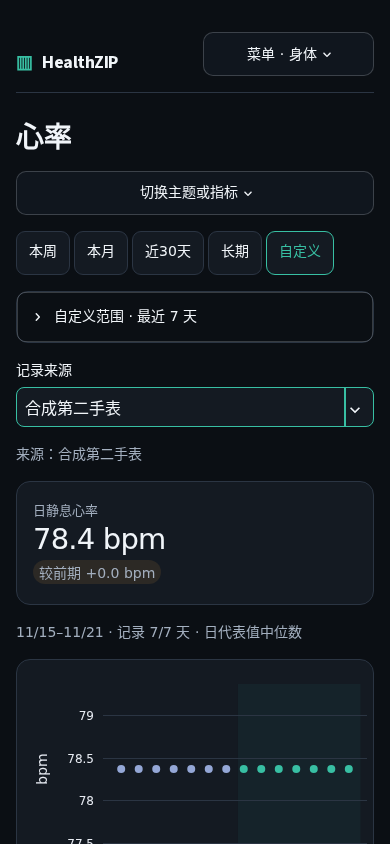 HealthZIP
菜单 · 身体
心率
切换主题或指标
本周 本月 近30天 长期 自定义
自定义范围 · 最近 7 天
记录来源
合成第二手表
来源：合成第二手表
日静息心率
78.4 bpm
较前期 +0.0 bpm
11/15–11/21 · 记录 7/7 天 · 日代表值中位数
79
78.5
bpm
78
77.5